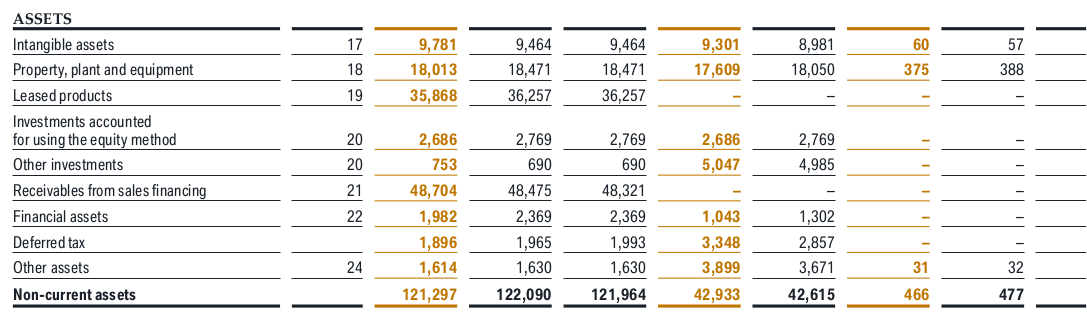 ASSETS
Intangible assets 17 9,781 9,464 9,464 9,301 8,981 60 57
Property, plant and equipment 18 18,013 18,471 18,471 17,609 18,050 375 388
Leased products 19 35,868 36,257 36,257 – – – –
Investments accounted
for using the equity method 20 2,686 2,769 2,769 2,686 2,769 – –
Other investments 20 753 690 690 5,047 4,985 – –
Receivables from sales financing 21 48,704 48,475 48,321 – – – –
Financial assets 22 1,982 2,369 2,369 1,043 1,302 – –
Deferred tax 1,896 1,965 1,993 3,348 2,857 – –
Other assets 24 1,614 1,630 1,630 3,899 3,671 31 32
Non-current assets 121,297 122,090 121,964 42,933 42,615 466 477